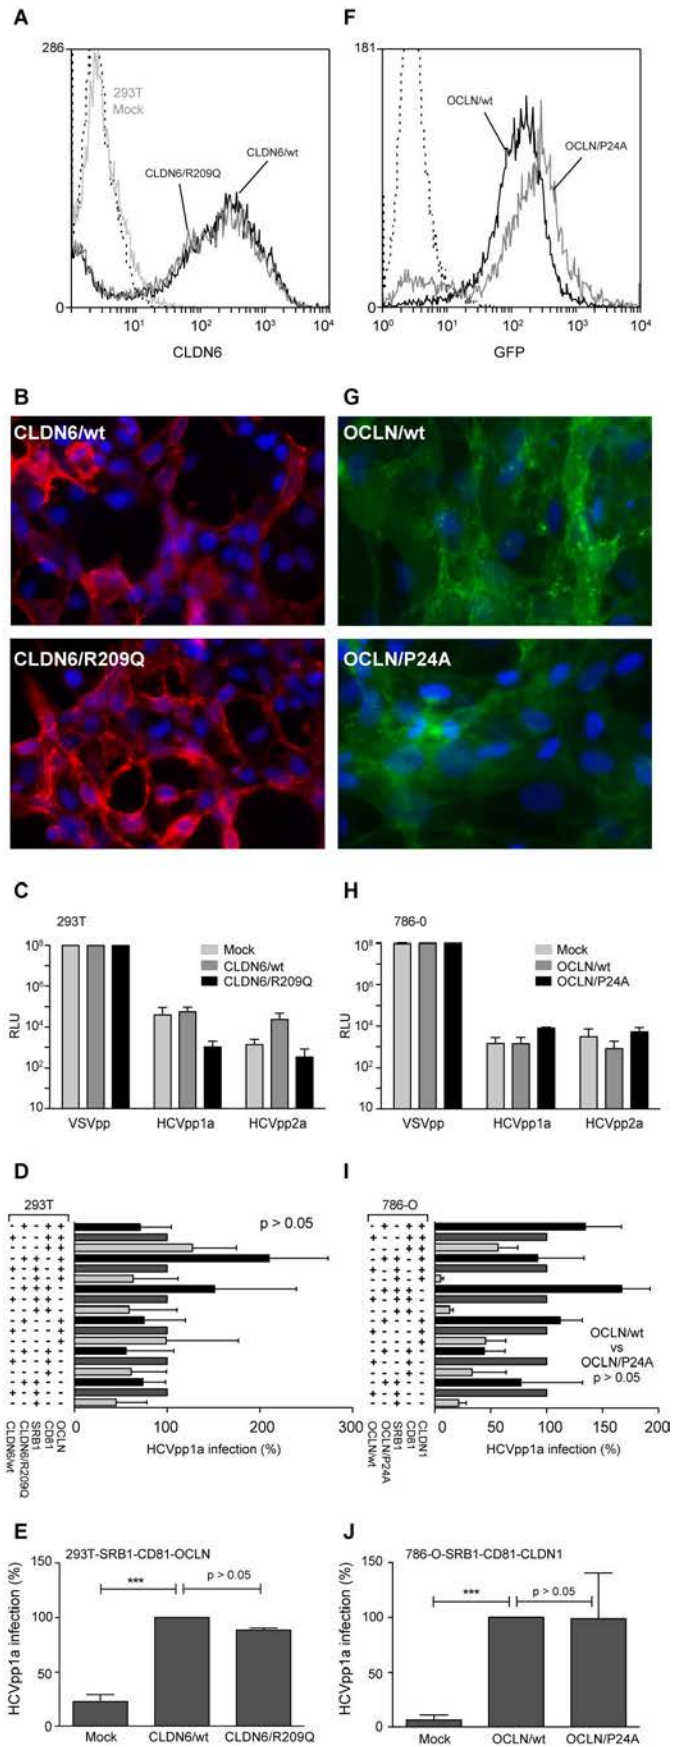 A
286
293T
Mock
CLDN6/R209Q
CLDN6/wt
0
10¹ 10² 10³ 10⁴
CLDN6
F
181
OCLN/wt
OCLN/P24A
0
10⁰ 10¹ 10² 10³ 10⁴
GFP
B
CLDN6/wt
CLDN6/R209Q
G
OCLN/wt
OCLN/P24A
C
293T
Mock
CLDN6/wt
CLDN6/R209Q
RLU
10⁸
10⁶
10⁴
10²
10
VSVpp HCVpp1a HCVpp2a
H
786-0
Mock
OCLN/wt
OCLN/P24A
RLU
10⁸
10⁶
10⁴
10²
10
VSVpp HCVpp1a HCVpp2a
D
293T
p > 0.05
0 100 200 300
HCVpp1a infection (%)
CLDN6/wt
CLDN6/R209Q
SRB1
CD81
OCLN
I
786-O
OCLN/wt
vs
OCLN/P24A
p > 0.05
0 50 100 150 200
HCVpp1a infection (%)
OCLN/wt
OCLN/P24A
SRB1
CD81
CLDN1
E
293T-SRB1-CD81-OCLN
HCVpp1a infection (%)
150
100
50
0
***
p > 0.05
Mock CLDN6/wt CLDN6/R209Q
J
786-O-SRB1-CD81-CLDN1
HCVpp1a infection (%)
150
100
50
0
***
p > 0.05
Mock OCLN/wt OCLN/P24A